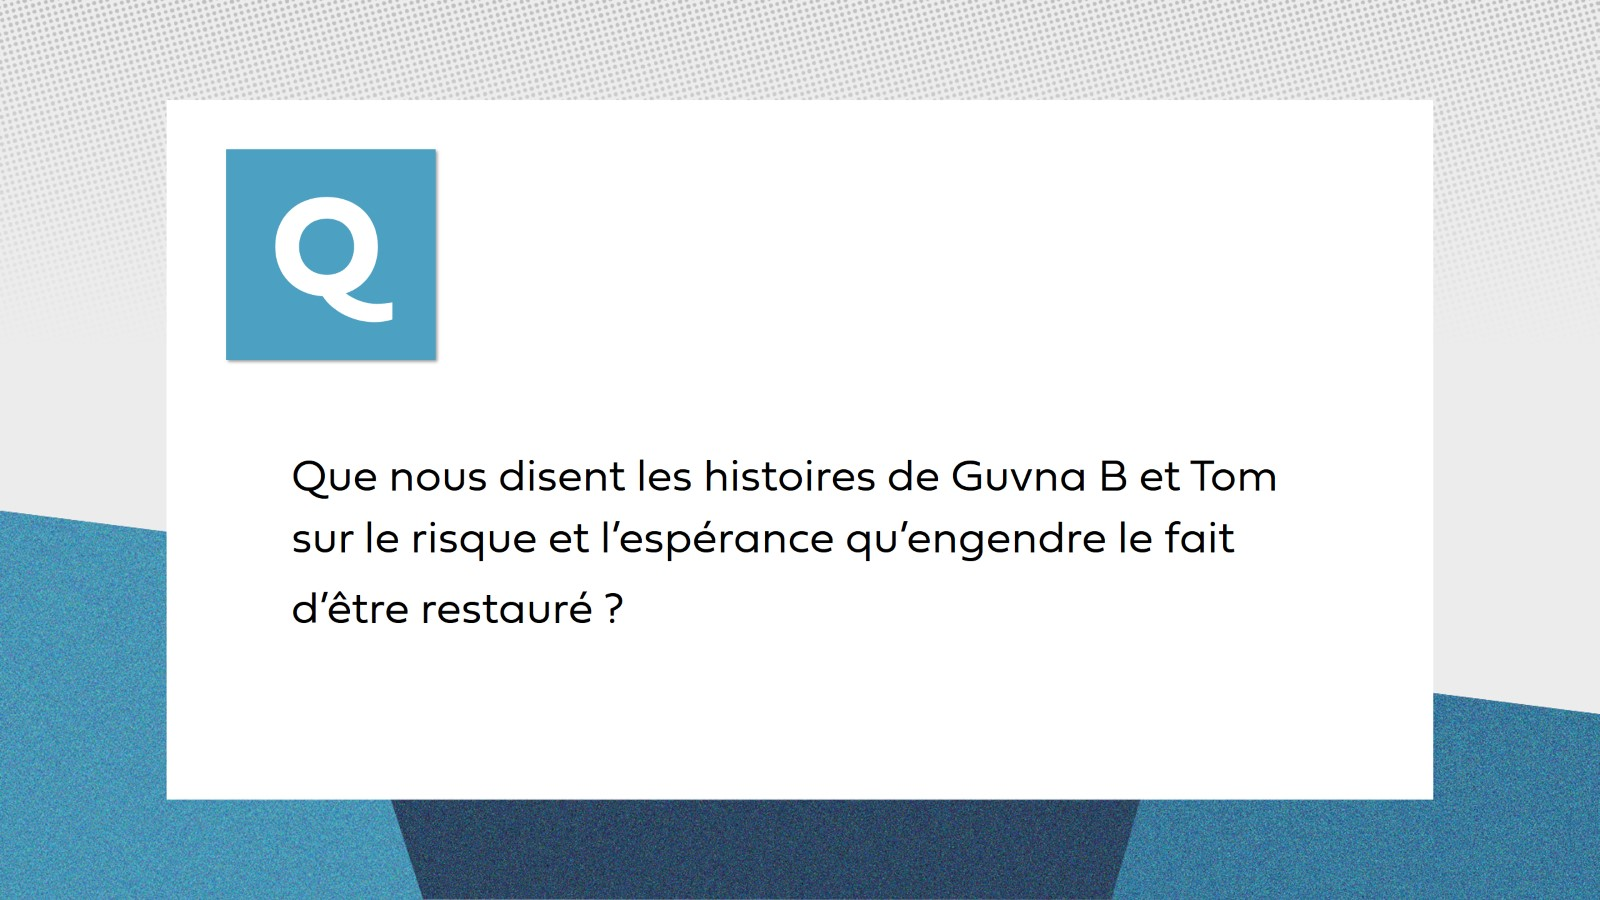 Q
Que nous disent les histoires de Guvna B et Tom
sur le risque et l’espérance qu’engendre le fait
d’être restauré ?